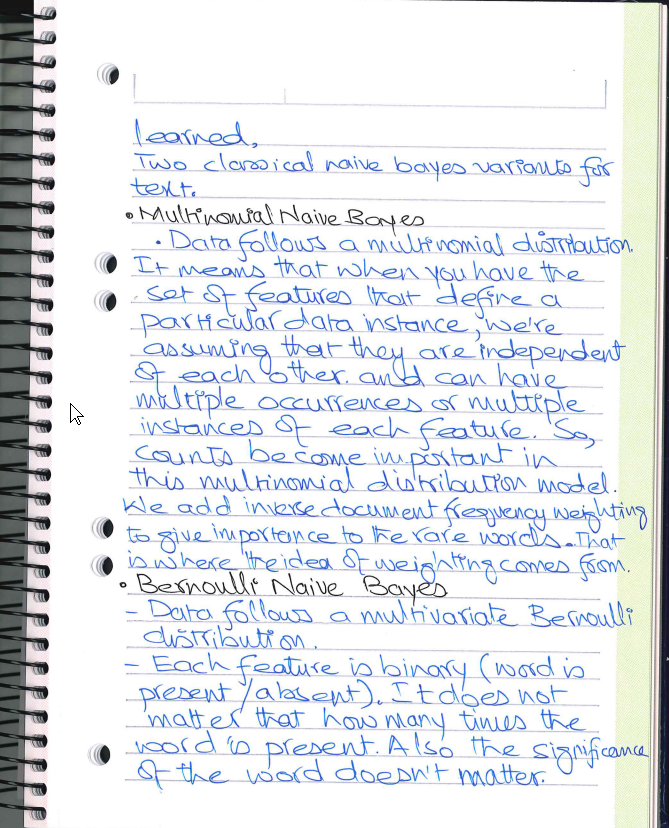 learned,
Two classical naive bayes variants for
text.
• Multinomial Naive Bayes
• Data follows a multinomial distribution.
It means that when you have the
set of features that define a
particular data instance, we're
assuming that they are independent
of each other. and can have
multiple occurrences or multiple
instances of each feature. So,
counts become important in
this multinomial distribution model.
We add inverse document frequency weighting
to give importance to the rare words. That
is where the idea of weighting comes from.
• Bernoulli Naive Bayes
- Data follows a multivariate Bernoulli
distribution.
- Each feature is binary (word is
present / absent). It does not
matter that how many times the
word is present. Also the significance
of the word doesn't matter.